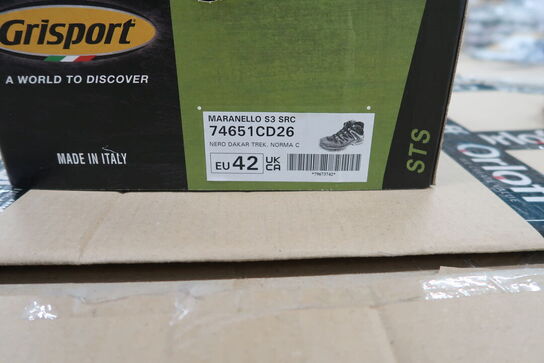 Grisport
A WORLD TO DISCOVER
MADE IN ITALY
MARANELLO S3 SRC
74651CD26
NERO DAKAR TREK. NORMA C
EU 42 UK CA
*79673742*
STS